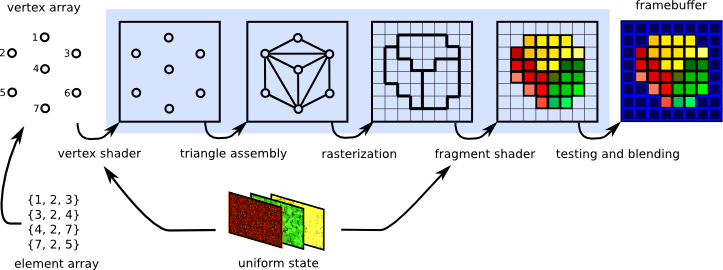 vertex array
framebuffer
1
2
3
4
5
6
7
vertex shader
triangle assembly
rasterization
fragment shader
testing and blending
{1, 2, 3}
{3, 2, 4}
{4, 2, 7}
{7, 2, 5}
element array
uniform state